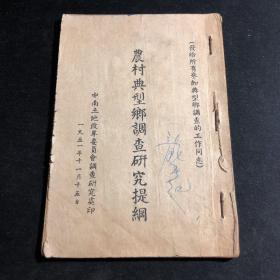 (發給所有參加典型鄉調查的工作同志)
農村典型鄉調查研究提綱
中南土地改革委員會調查研究處印
一九五一年十一月十五日